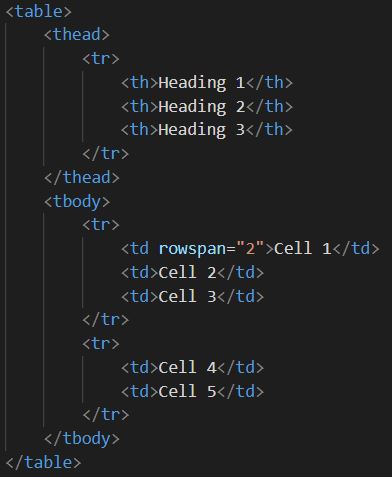 <table>
<thead>
<tr>
<th>Heading 1</th>
<th>Heading 2</th>
<th>Heading 3</th>
</tr>
</thead>
<tbody>
<tr>
<td rowspan="2">Cell 1</td>
<td>Cell 2</td>
<td>Cell 3</td>
</tr>
<tr>
<td>Cell 4</td>
<td>Cell 5</td>
</tr>
</tbody>
</table>